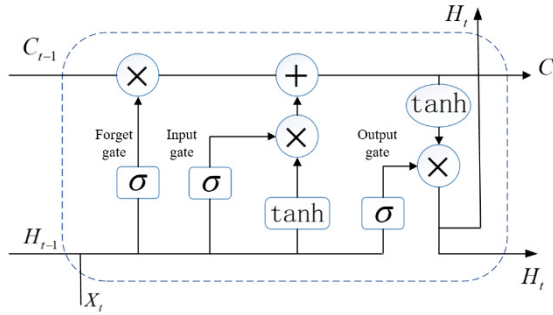 H_t
C_{t-1}
C
tanh
Forget
gate
Input
gate
Output
gate
σ
σ
tanh
σ
H_{t-1}
X_t
H_t